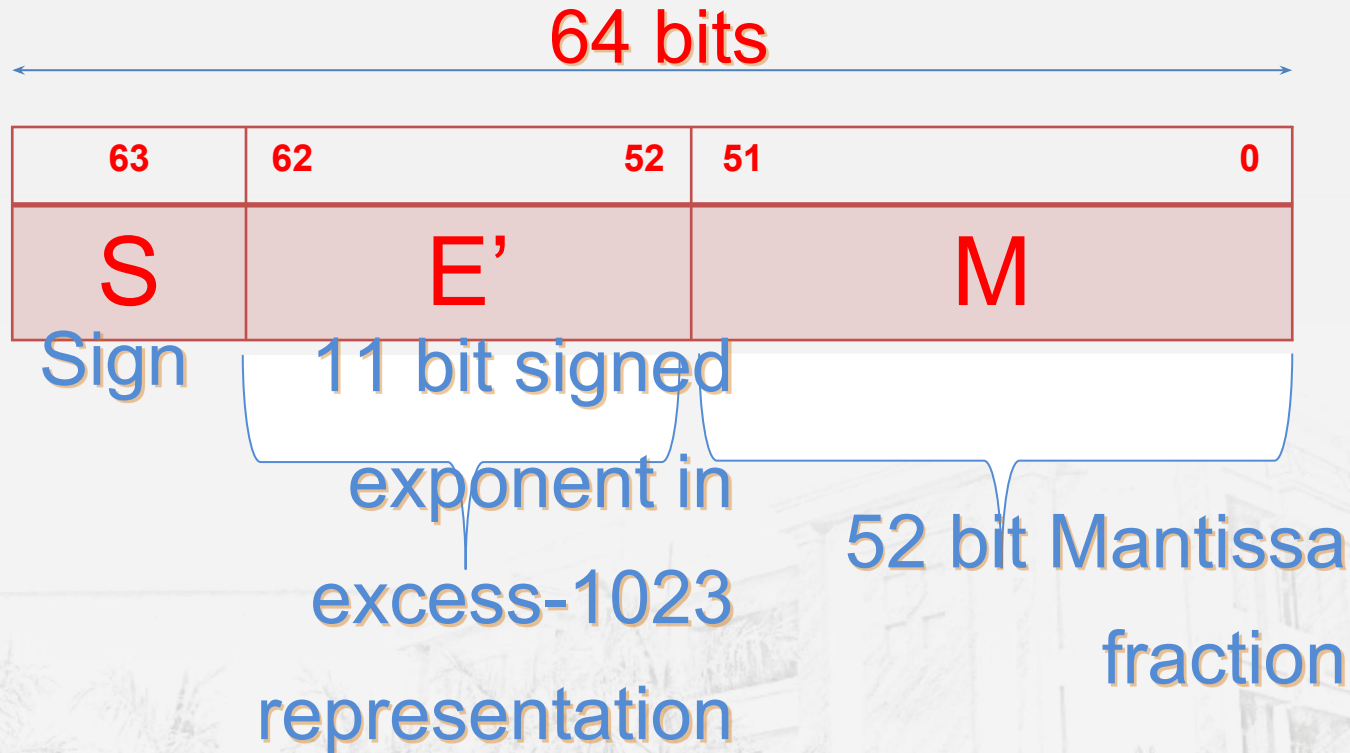 64 bits
63 62 52 51 0
S E’ M
Sign
11 bit signed
exponent in
excess-1023
representation
52 bit Mantissa
fraction